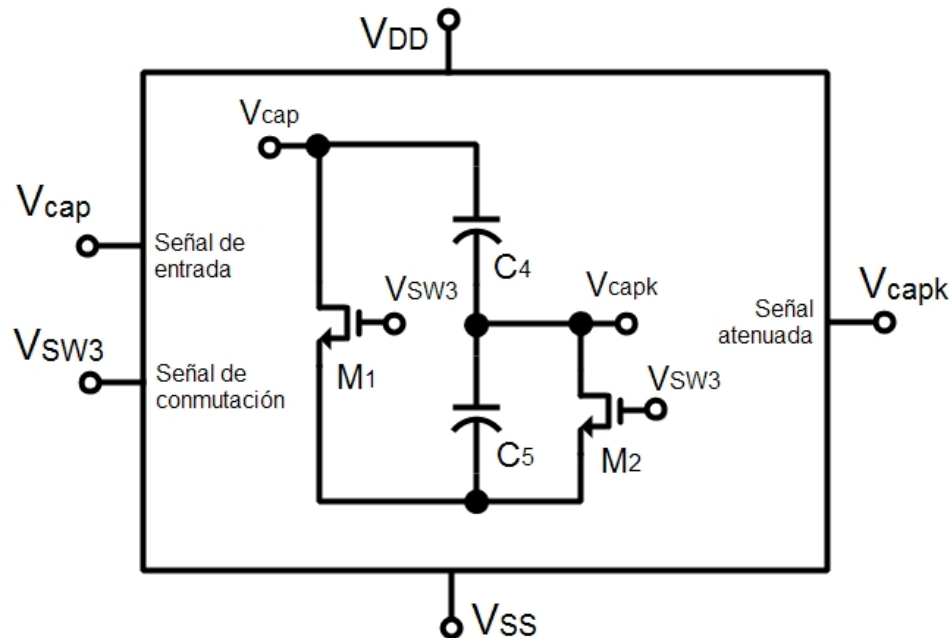 VDD
Vcap
Vcap
Señal de
entrada
C4
VSW3
Vcapk
Señal
atenuada
Vcapk
VSW3
Señal de
conmutación
M1
VSW3
C5
M2
VSS